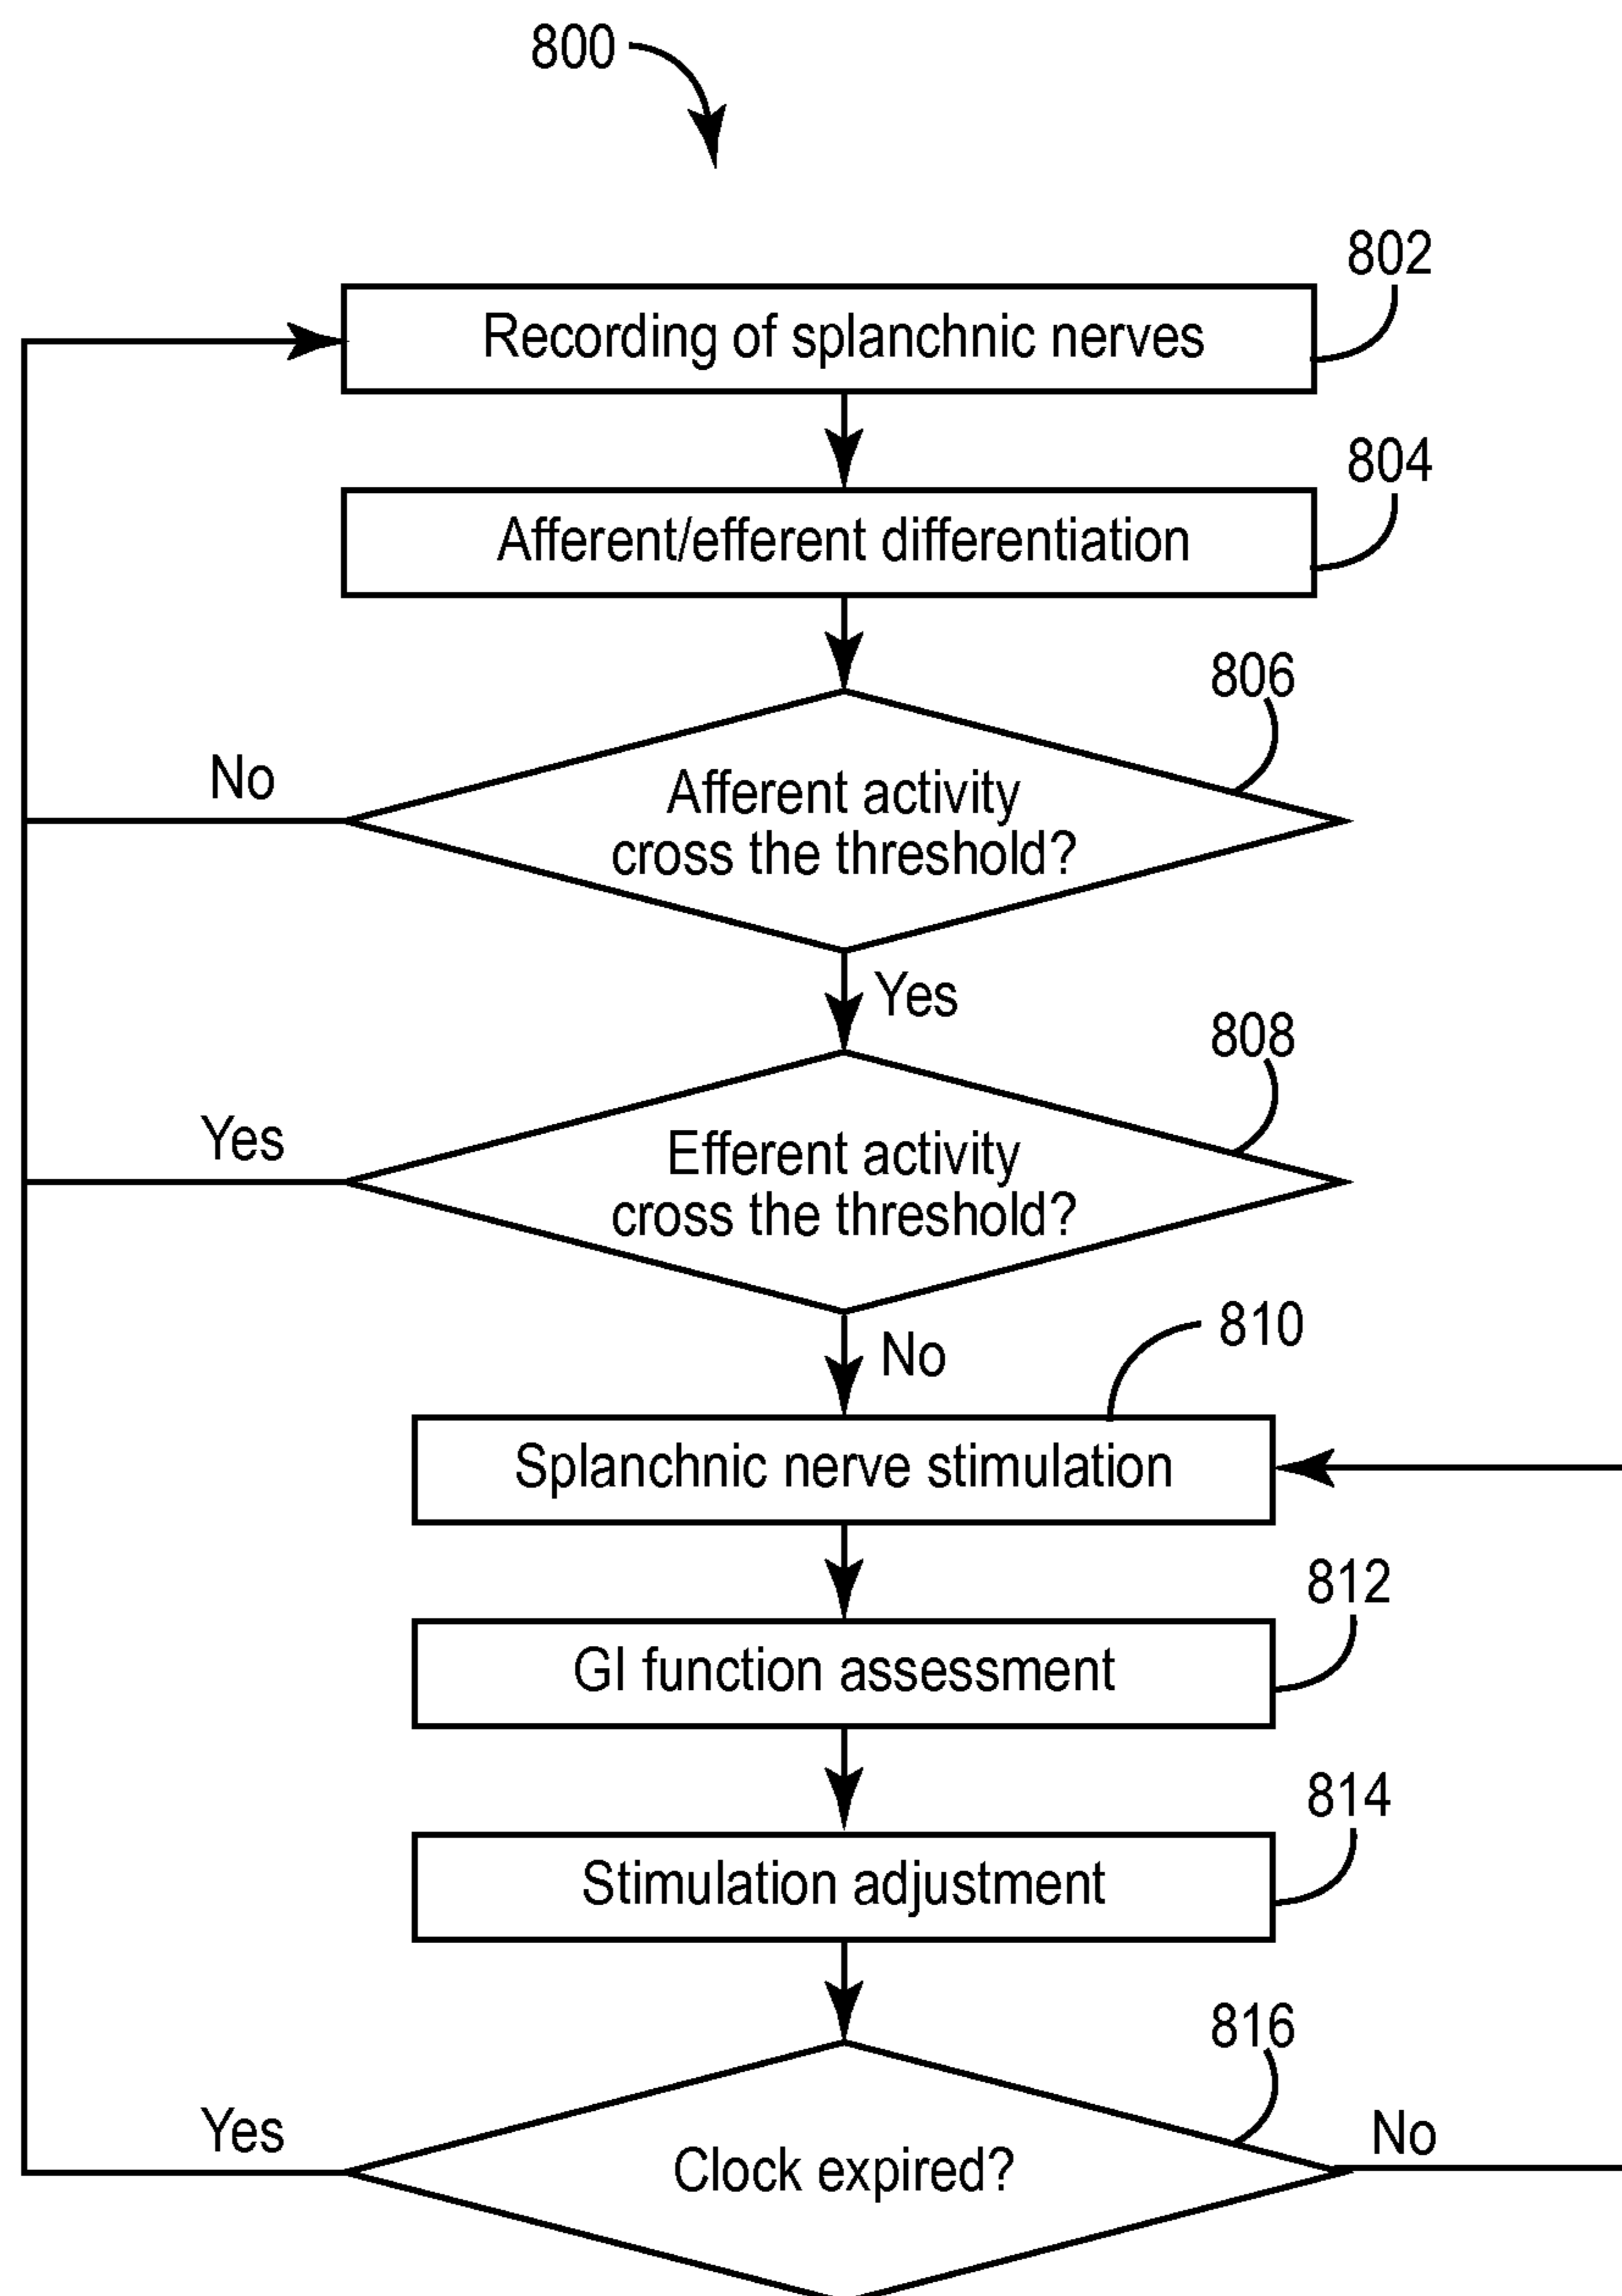 800
802
Recording of splanchnic nerves
804
Afferent/efferent differentiation
806
No
Afferent activity
cross the threshold?
Yes
808
Yes
Efferent activity
cross the threshold?
810
No
Splanchnic nerve stimulation
812
GI function assessment
814
Stimulation adjustment
816
Yes
No
Clock expired?